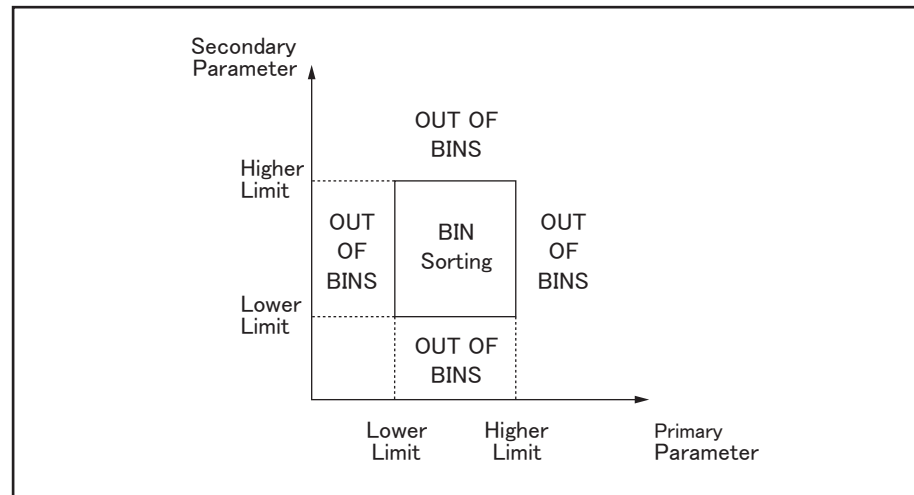 Secondary
Parameter
OUT OF
BINS
Higher
Limit
OUT
OF
BINS
BIN
Sorting
OUT
OF
BINS
Lower
Limit
OUT OF
BINS
Lower
Limit
Higher
Limit
Primary
Parameter